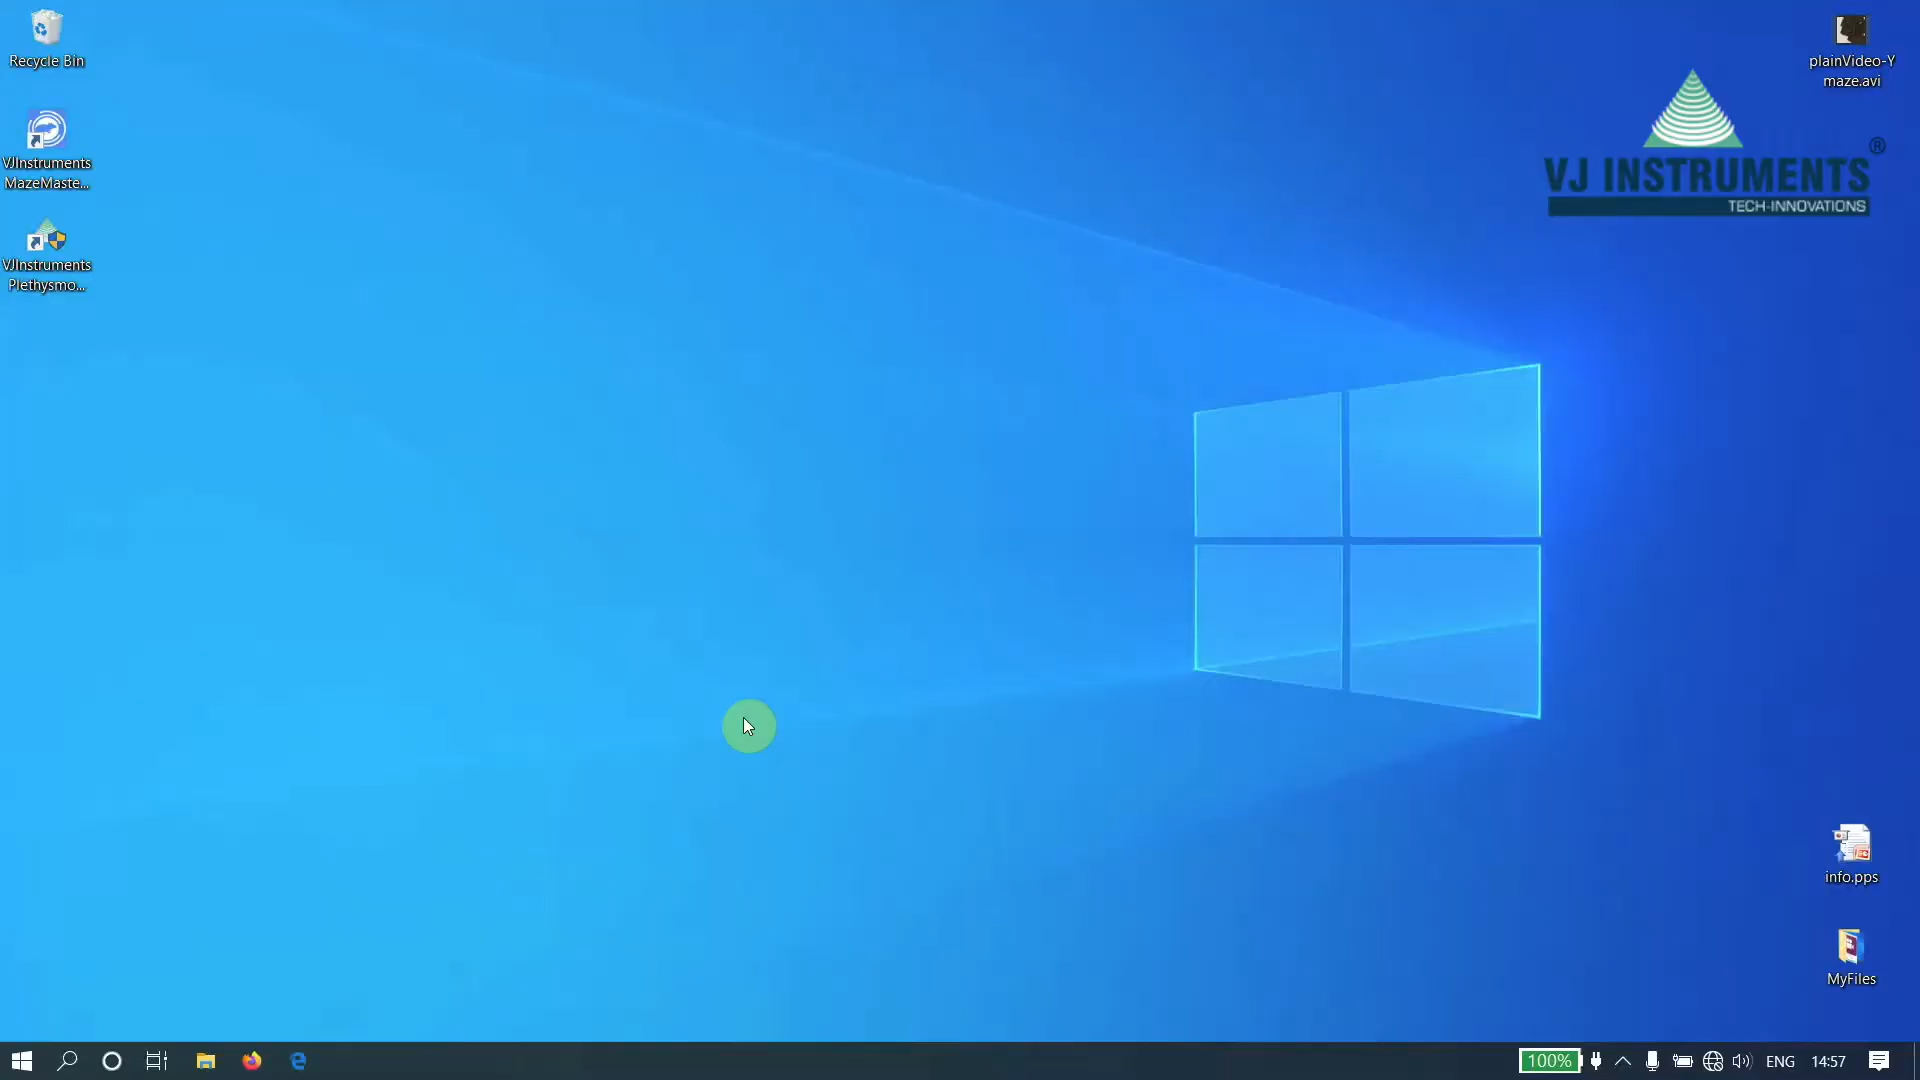 Recycle Bin
VJInstruments
MazeMaste...
VJInstruments
Plethysmo...
plainVideo-Y
maze.avi
VJ INSTRUMENTS®
TECH-INNOVATIONS
info.pps
MyFiles
100%
ENG
14:57